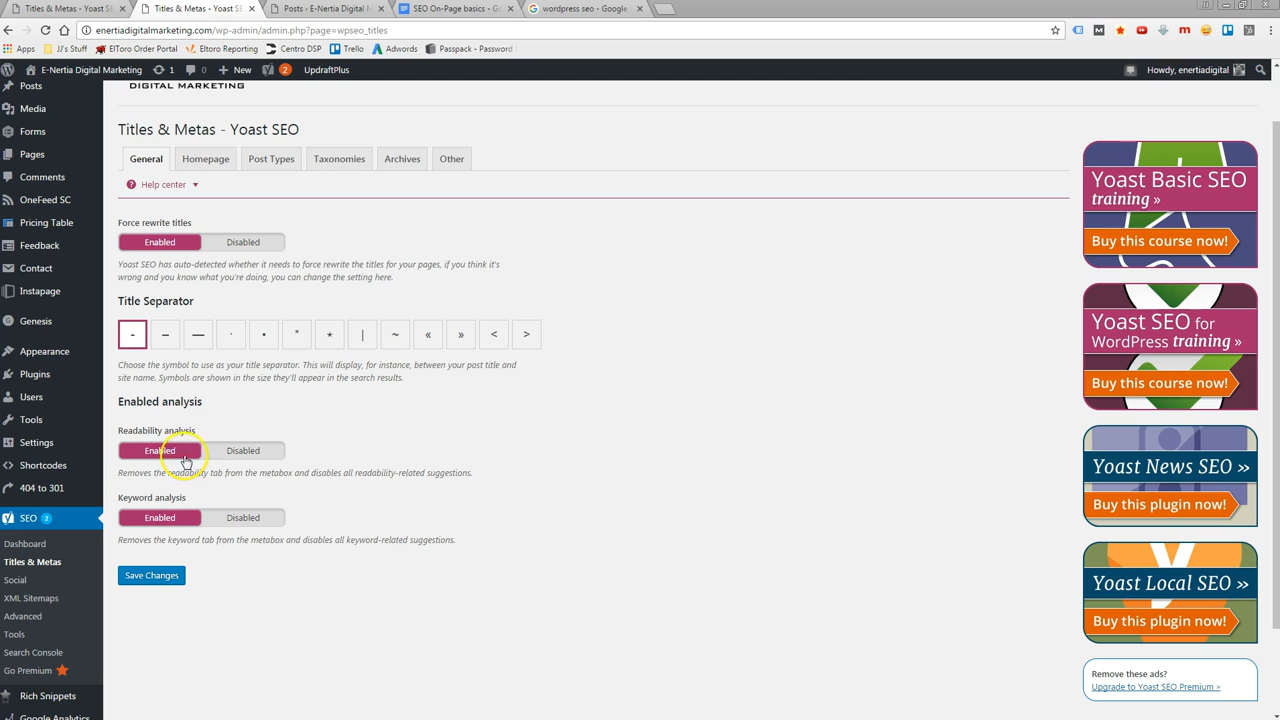 Titles & Metas - Yoast SE
Titles & Metas - Yoast SE
Posts ‹ E-Nertia Digital M
SEO On-Page basics - Go
wordpress seo - Google
enertiadigitalmarketing.com/wp-admin/admin.php?page=wpseo_titles
Apps
JJ's Stuff
ElToro Order Portal
Eltoro Reporting
Centro DSP
Trello
Adwords
Passpack - Password
E-Nertia Digital Marketing
1
0
+ New
2
UpdraftPlus
Howdy, enertiadigital
Posts
Media
Forms
Pages
Comments
OneFeed SC
Pricing Table
Feedback
Contact
Instapage
Genesis
Appearance
Plugins
Users
Tools
Settings
Shortcodes
404 to 301
SEO 2
Dashboard
Titles & Metas
Social
XML Sitemaps
Advanced
Tools
Search Console
Go Premium
Rich Snippets
Google Analytics
DIGITAL MARKETING
Titles & Metas - Yoast SEO
General
Homepage
Post Types
Taxonomies
Archives
Other
? Help center
Force rewrite titles
Enabled Disabled
Yoast SEO has auto-detected whether it needs to force rewrite the titles for your pages, if you think it's
wrong and you know what you're doing, you can change the setting here.
Title Separator
- – — · • * ⋆ | ~ « » < >
Choose the symbol to use as your title separator. This will display, for instance, between your post title and
site name. Symbols are shown in the size they'll appear in the search results.
Enabled analysis
Readability analysis
Enabled Disabled
Removes the readability tab from the metabox and disables all readability-related suggestions.
Keyword analysis
Enabled Disabled
Removes the keyword tab from the metabox and disables all keyword-related suggestions.
Save Changes
Yoast Basic SEO
training »
Buy this course now!
Yoast SEO for
WordPress training »
Buy this course now!
Yoast News SEO »
Buy this plugin now!
Yoast Local SEO »
Buy this plugin now!
Remove these ads?
Upgrade to Yoast SEO Premium »